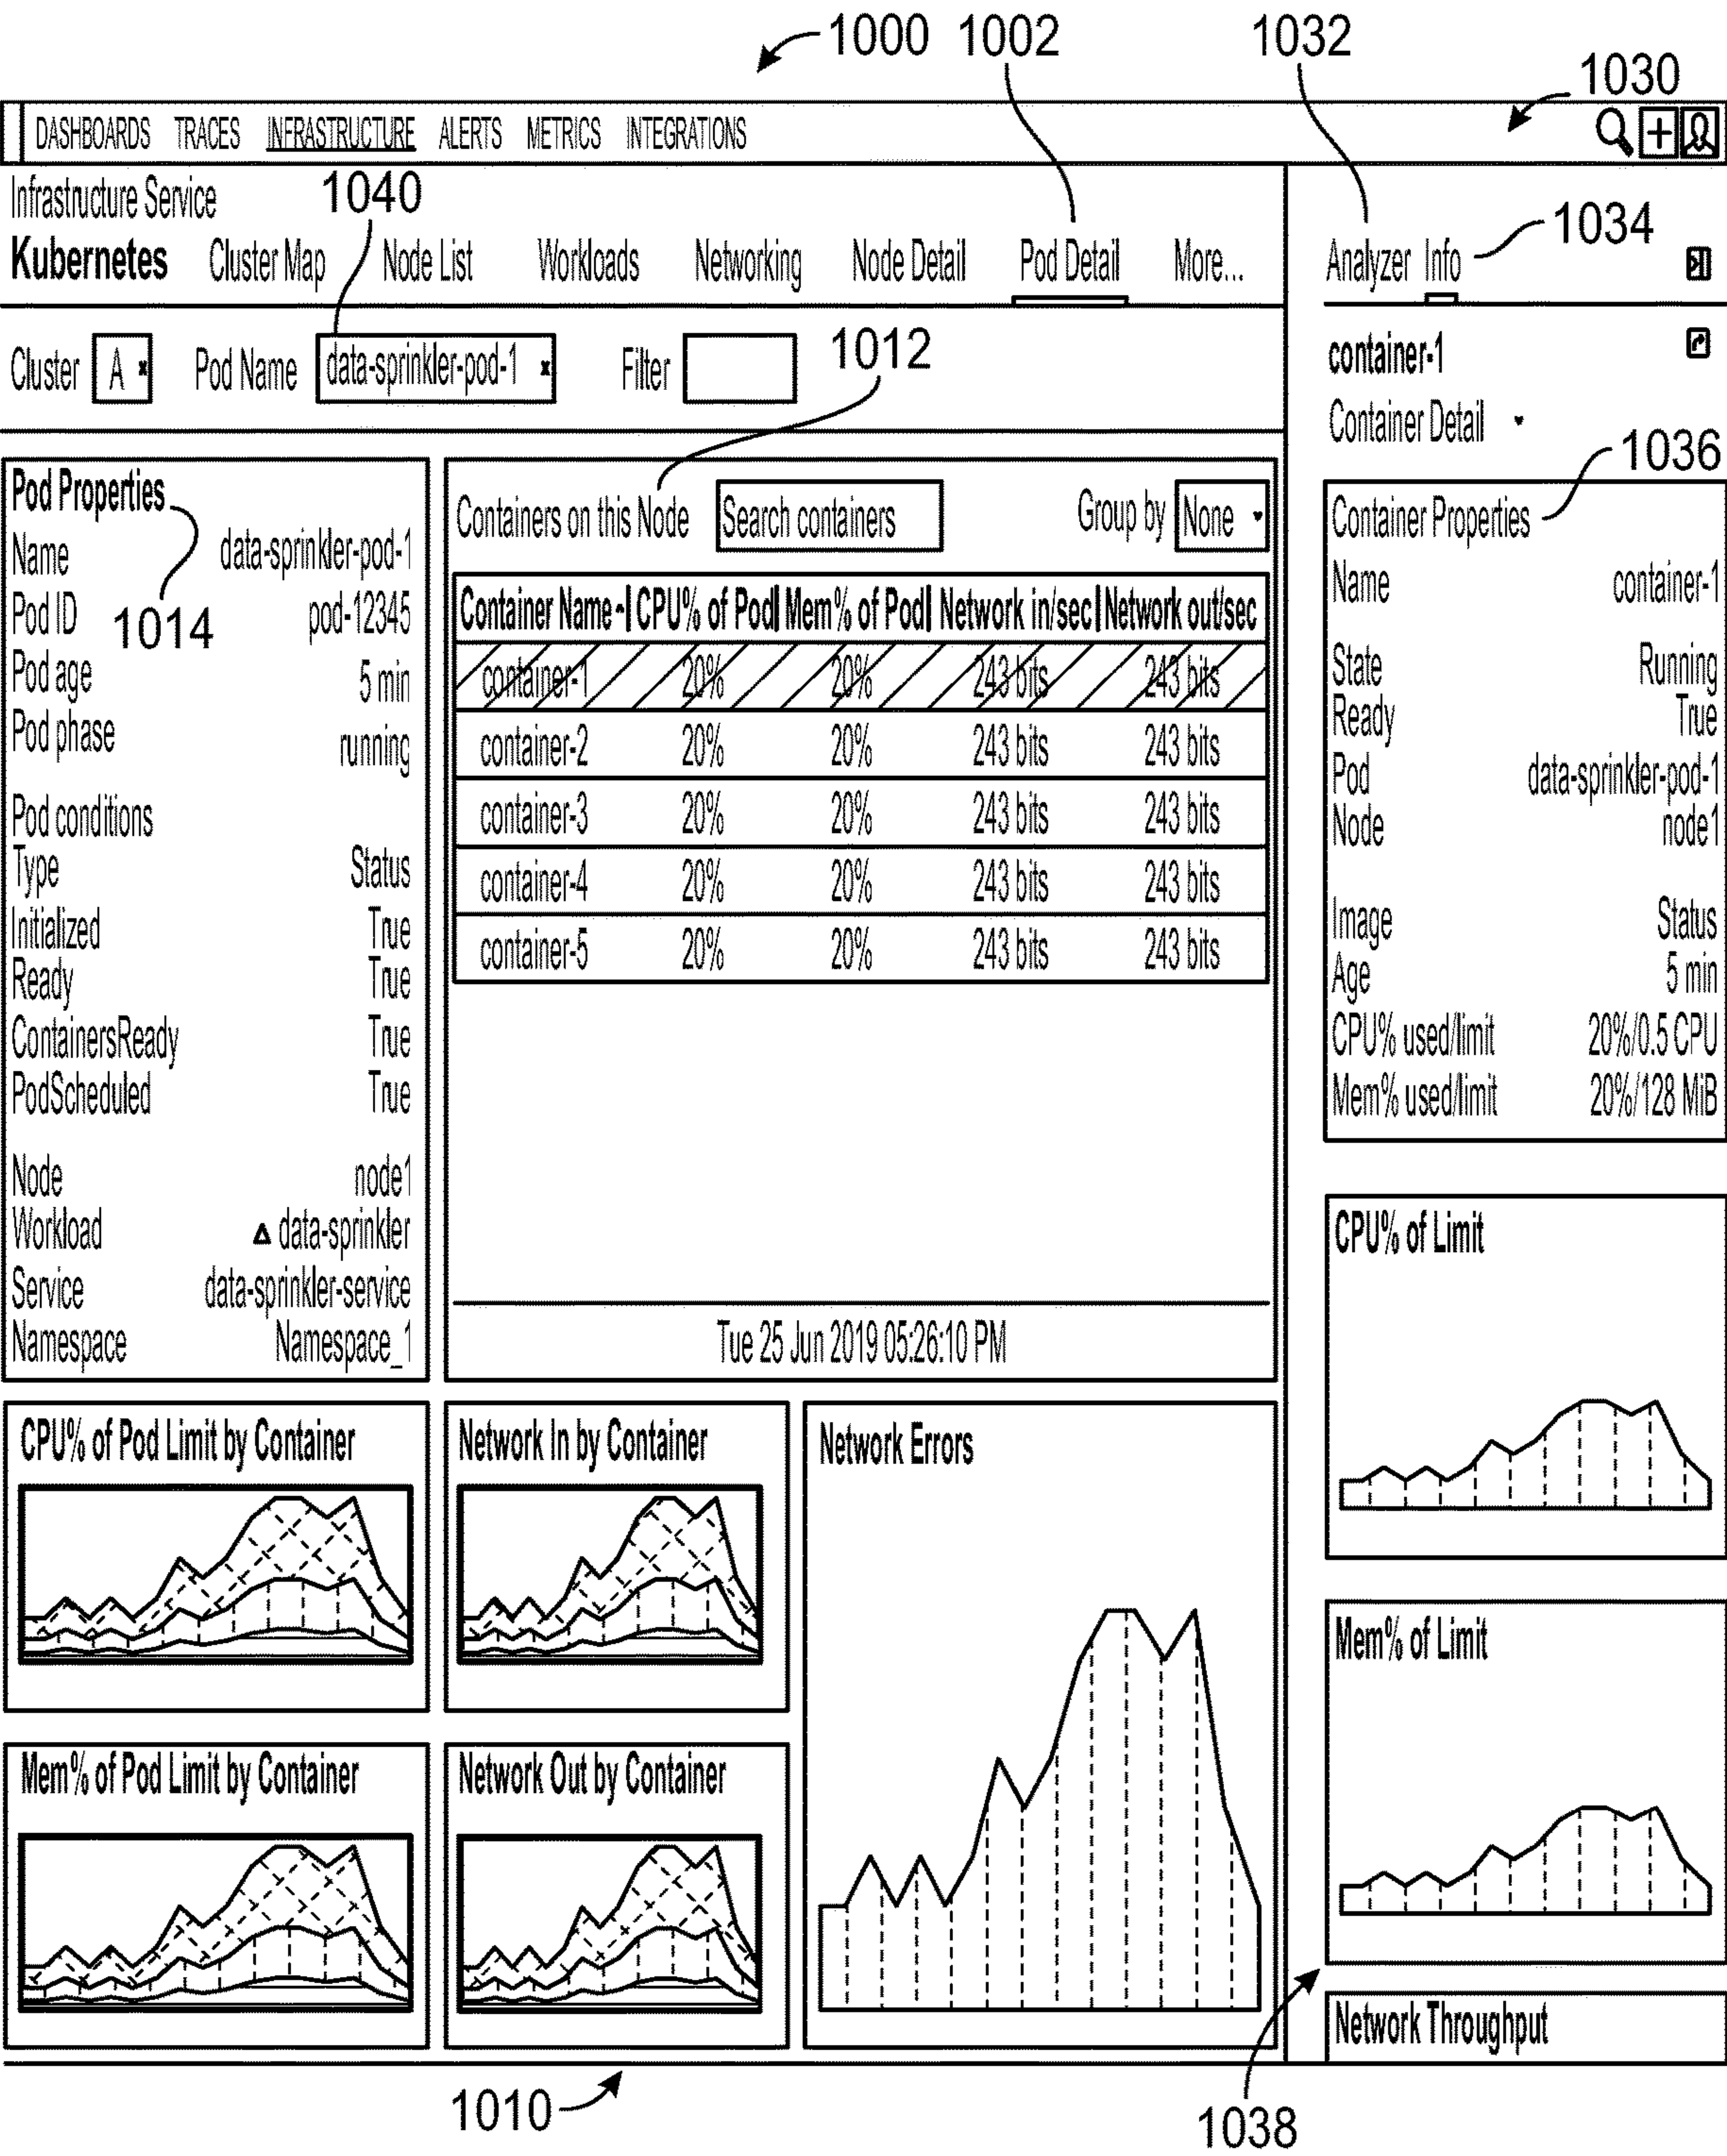 1000 1002 1032 1030
DASHBOARDS TRACES INFRASTRUCTURE ALERTS METRICS INTEGRATIONS
Infrastructure Service
1040
1034
Kubernetes Cluster Map Node List Workloads Networking Node Detail Pod Detail More...
Analyzer Info
Cluster A x Pod Name data-sprinkler-pod-1 x Filter
1012
container-1
Container Detail
1036
Pod Properties
1014
Name data-sprinkler-pod-1
Pod ID pod-12345
Pod age 5 min
Pod phase running
Pod conditions
Type Status
Initialized True
Ready True
ContainersReady True
PodScheduled True
Node node1
Workload Δ data-sprinkler
Service data-sprinkler-service
Namespace Namespace_1
Containers on this Node Search containers Group by None
Container Name ~| CPU% of Pod| Mem% of Pod| Network in/sec| Network out/sec
container-1 20% 20% 243 bits 243 bits
container-2 20% 20% 243 bits 243 bits
container-3 20% 20% 243 bits 243 bits
container-4 20% 20% 243 bits 243 bits
container-5 20% 20% 243 bits 243 bits
Tue 25 Jun 2019 05:26:10 PM
Container Properties
Name container-1
State Running
Ready True
Pod data-sprinkler-pod-1
Node node1
Image Status
Age 5 min
CPU% used/limit 20%/0.5 CPU
Mem% used/limit 20%/128 MiB
CPU% of Limit
Mem% of Limit
Network Throughput
CPU% of Pod Limit by Container
Network In by Container
Network Errors
Mem% of Pod Limit by Container
Network Out by Container
1010
1038